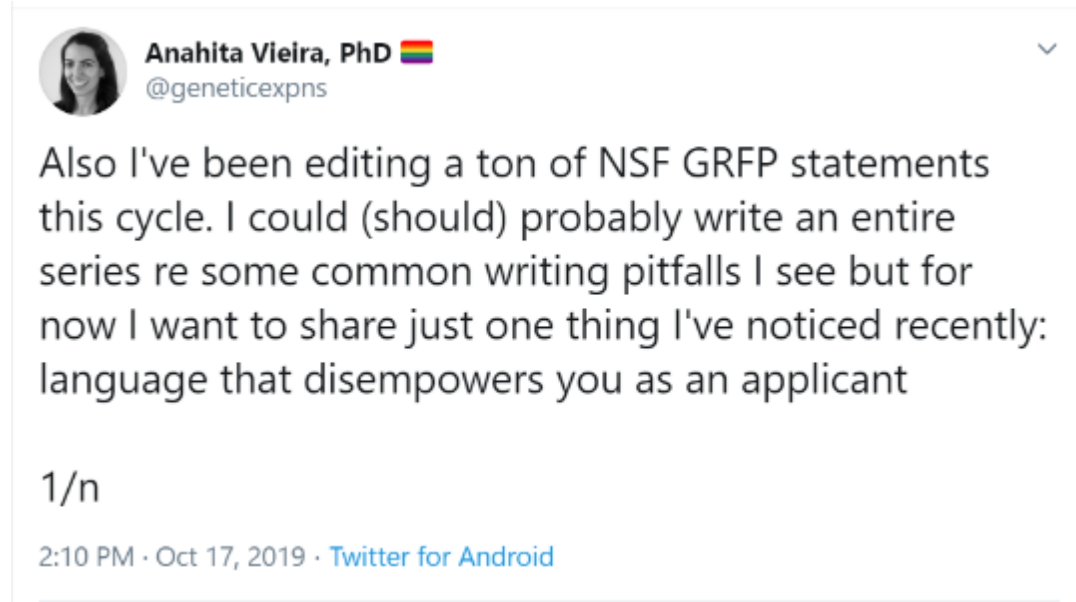 Anahita Vieira, PhD 🏳️‍🌈
@geneticexpns
Also I've been editing a ton of NSF GRFP statements
this cycle. I could (should) probably write an entire
series re some common writing pitfalls I see but for
now I want to share just one thing I've noticed recently:
language that disempowers you as an applicant
1/n
2:10 PM · Oct 17, 2019 · Twitter for Android